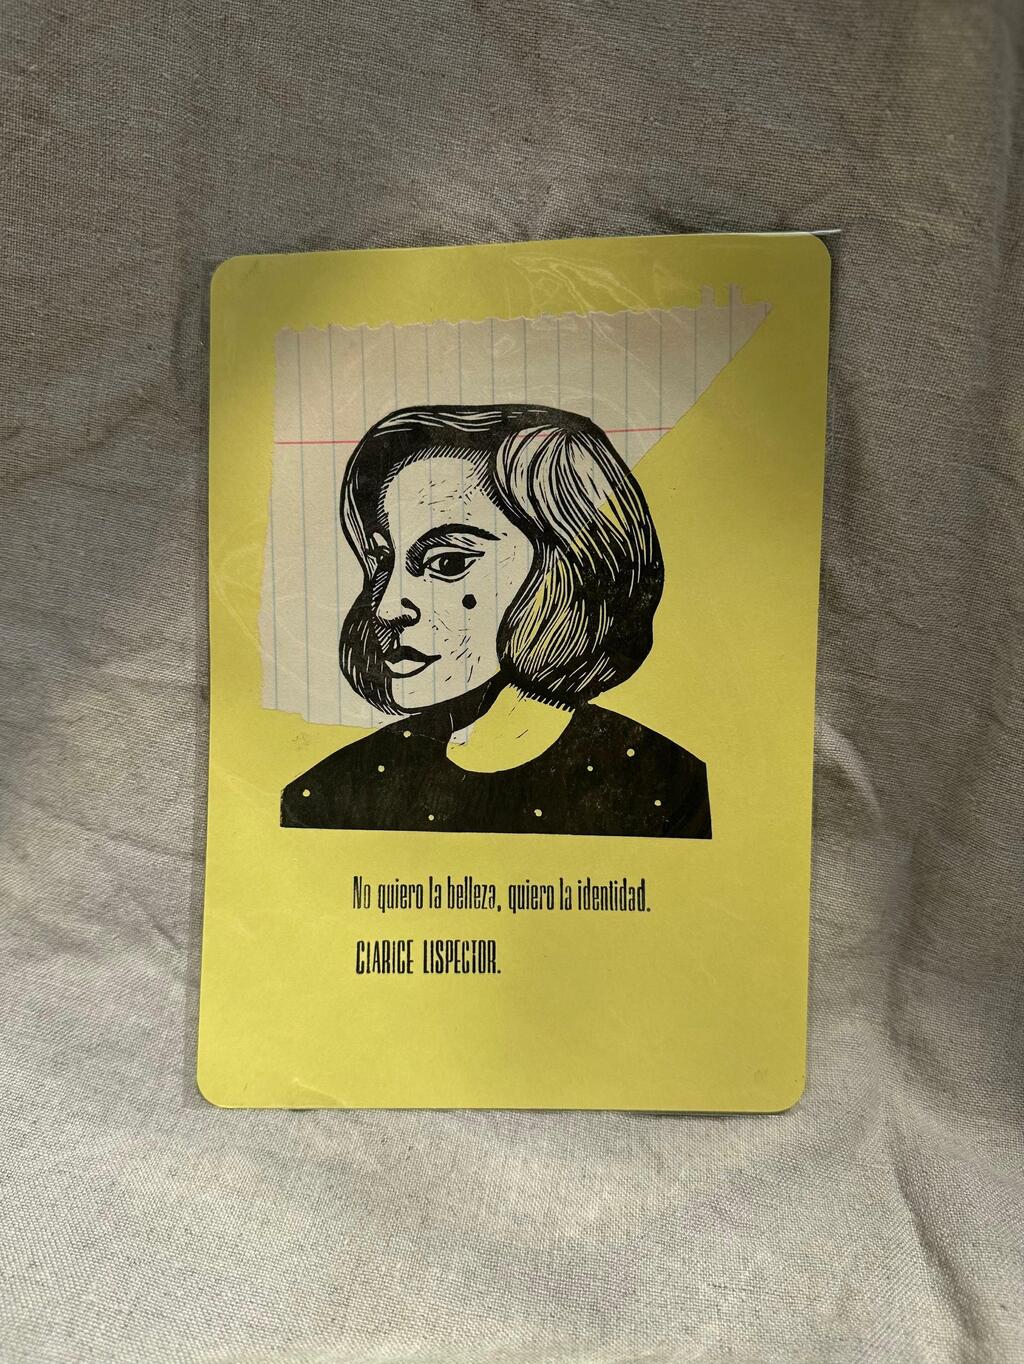 No quiero la belleza, quiero la identidad.
CLARICE LISPECTOR.